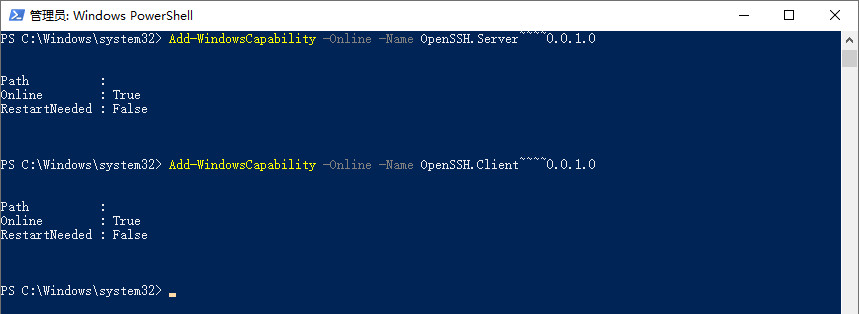 管理员: Windows PowerShell
PS C:\Windows\system32> Add-WindowsCapability -Online -Name OpenSSH.Server~~~~0.0.1.0
Path          :
Online        : True
RestartNeeded : False
PS C:\Windows\system32> Add-WindowsCapability -Online -Name OpenSSH.Client~~~~0.0.1.0
Path          :
Online        : True
RestartNeeded : False
PS C:\Windows\system32>